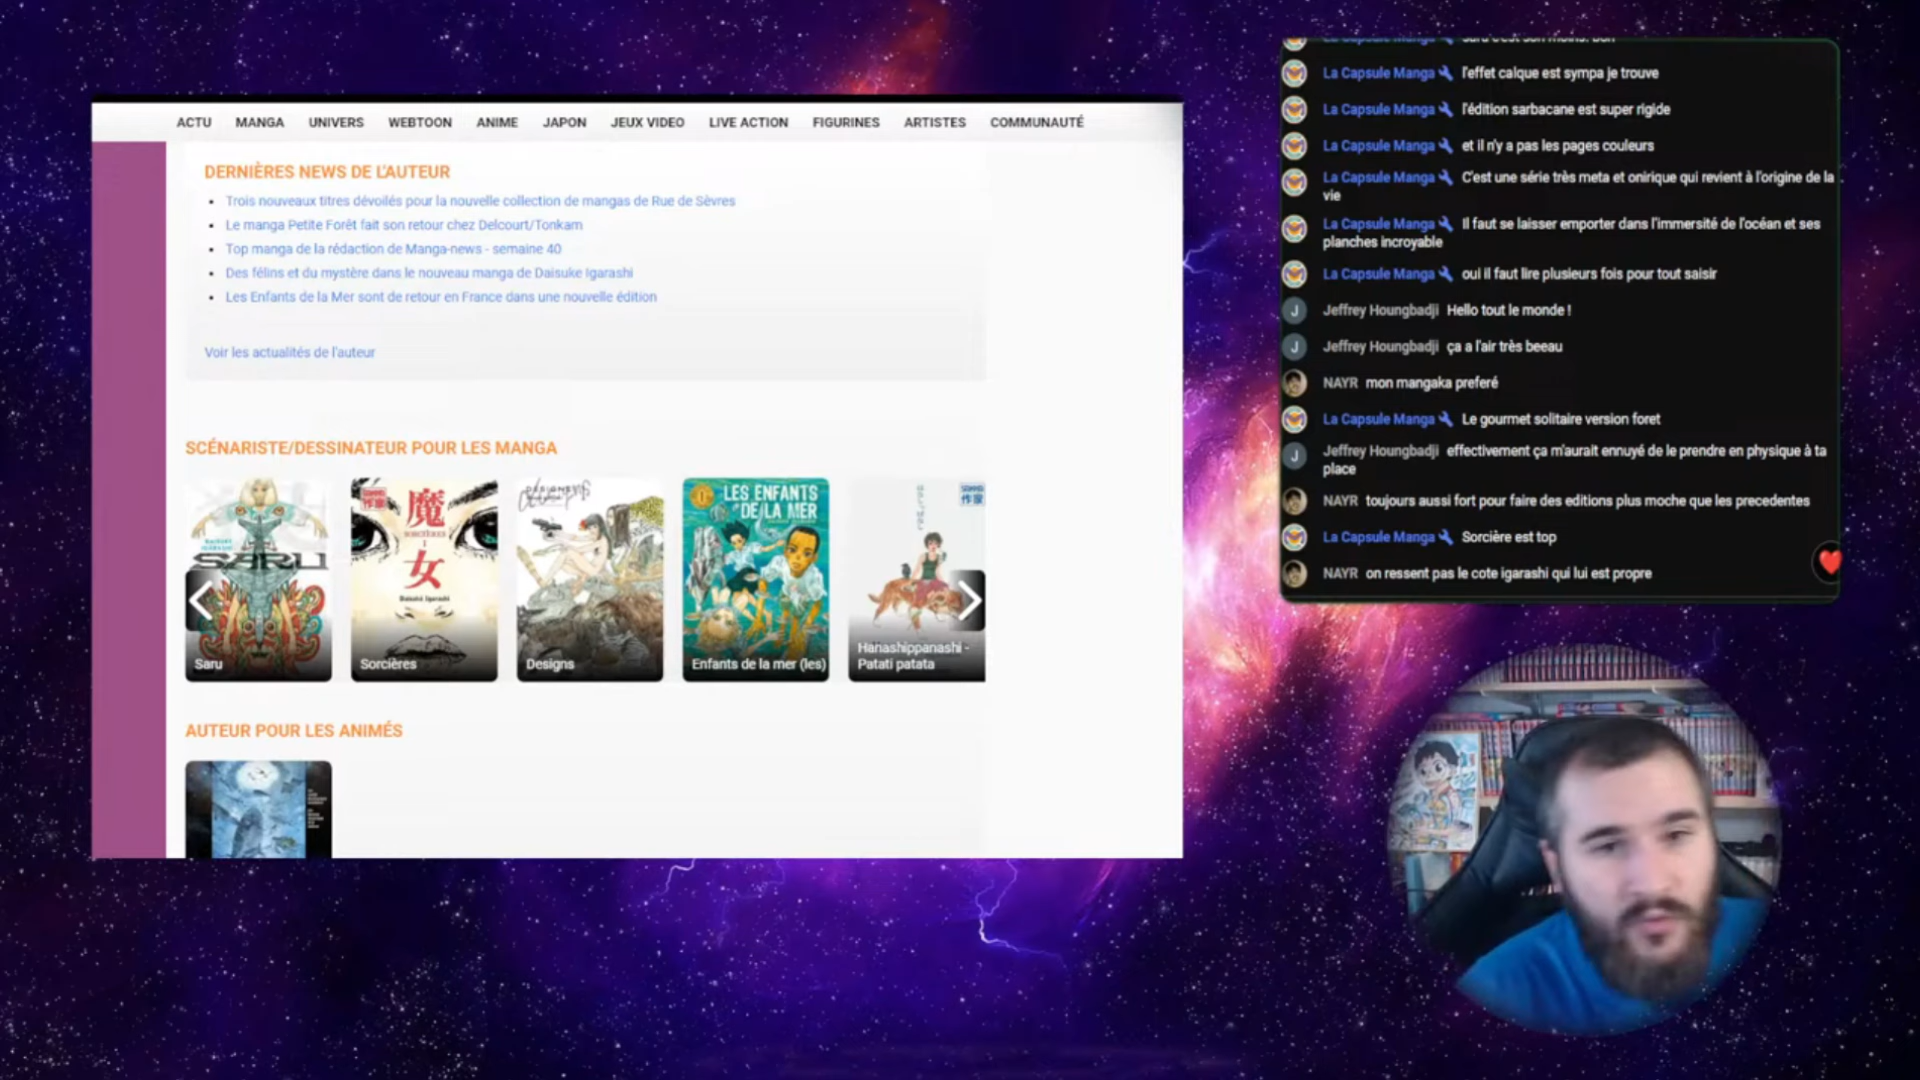 ACTU MANGA UNIVERS WEBTOON ANIME JAPON JEUX VIDEO LIVE ACTION FIGURINES ARTISTES COMMUNAUTÉ
DERNIÈRES NEWS DE L'AUTEUR
Trois nouveaux titres dévoilés pour la nouvelle collection de mangas de Rue de Sèvres
Le manga Petite Forêt fait son retour chez Delcourt/Tonkam
Top manga de la rédaction de Manga-news - semaine 40
Des félins et du mystère dans le nouveau manga de Daisuke Igarashi
Les Enfants de la Mer sont de retour en France dans une nouvelle édition
Voir les actualités de l'auteur
SCÉNARISTE/DESSINATEUR POUR LES MANGA
SARU
Saru
魔
SORCIÈRES
1
女
Daisuke Igarashi
Sorcières
DESIGNS
Designs
LES ENFANTS
DE LA MER
Enfants de la mer (les)
作家
Hanashippanashi -
Patati patata
AUTEUR POUR LES ANIMÉS
La Capsule Manga l'effet calque est sympa je trouve
La Capsule Manga l'édition sarbacane est super rigide
La Capsule Manga et il n'y a pas les pages couleurs
La Capsule Manga C'est une série très meta et onirique qui revient à l'origine de la
vie
La Capsule Manga Il faut se laisser emporter dans l'immersité de l'océan et ses
planches incroyable
La Capsule Manga oui il faut lire plusieurs fois pour tout saisir
J Jeffrey Houngbadji Hello tout le monde !
J Jeffrey Houngbadji ça a l'air très beeau
NAYR mon mangaka preferé
La Capsule Manga Le gourmet solitaire version foret
J Jeffrey Houngbadji effectivement ça m'aurait ennuyé de le prendre en physique à ta
place
NAYR toujours aussi fort pour faire des editions plus moche que les precedentes
La Capsule Manga Sorcière est top
NAYR on ressent pas le cote igarashi qui lui est propre